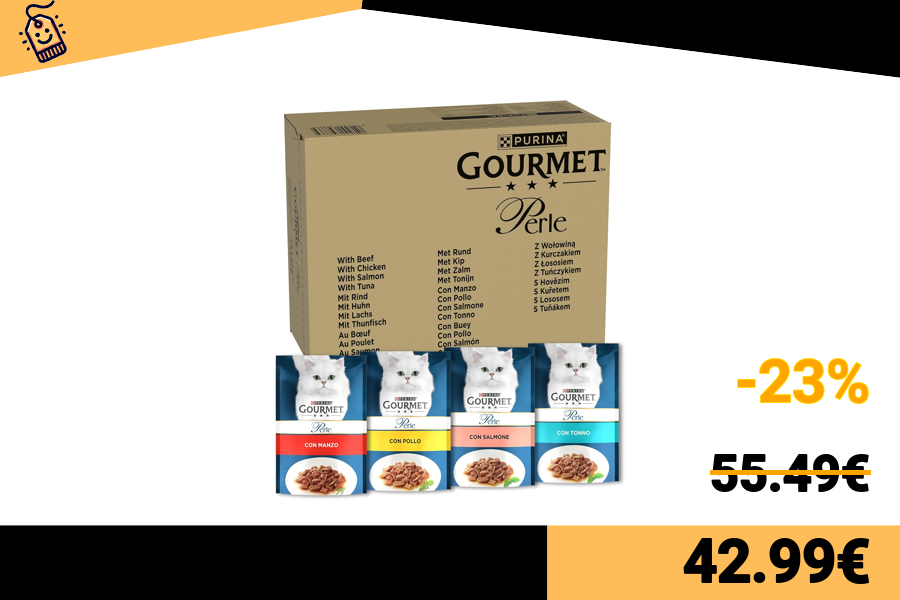 PURINA
GOURMET
Perle
With Beef
With Chicken
With Salmon
With Tuna
Mit Rind
Mit Huhn
Mit Lachs
Mit Thunfisch
Au Bœuf
Au Poulet
Au Saumon
Met Rund
Met Kip
Met Zalm
Met Tonijn
Con Manzo
Con Pollo
Con Salmone
Con Tonno
Con Buey
Con Pollo
Con Salmón
Z Wołowiną
Z Kurczakiem
Z Łososiem
Z Tuńczykiem
S Hovězím
S Kuřetem
S Lososem
S Tuňákem
PURINA
GOURMET
Perle
CON MANZO
PURINA
GOURMET
Perle
CON POLLO
PURINA
GOURMET
Perle
CON SALMONE
PURINA
GOURMET
Perle
CON TONNO
-23%
55.49€
42.99€